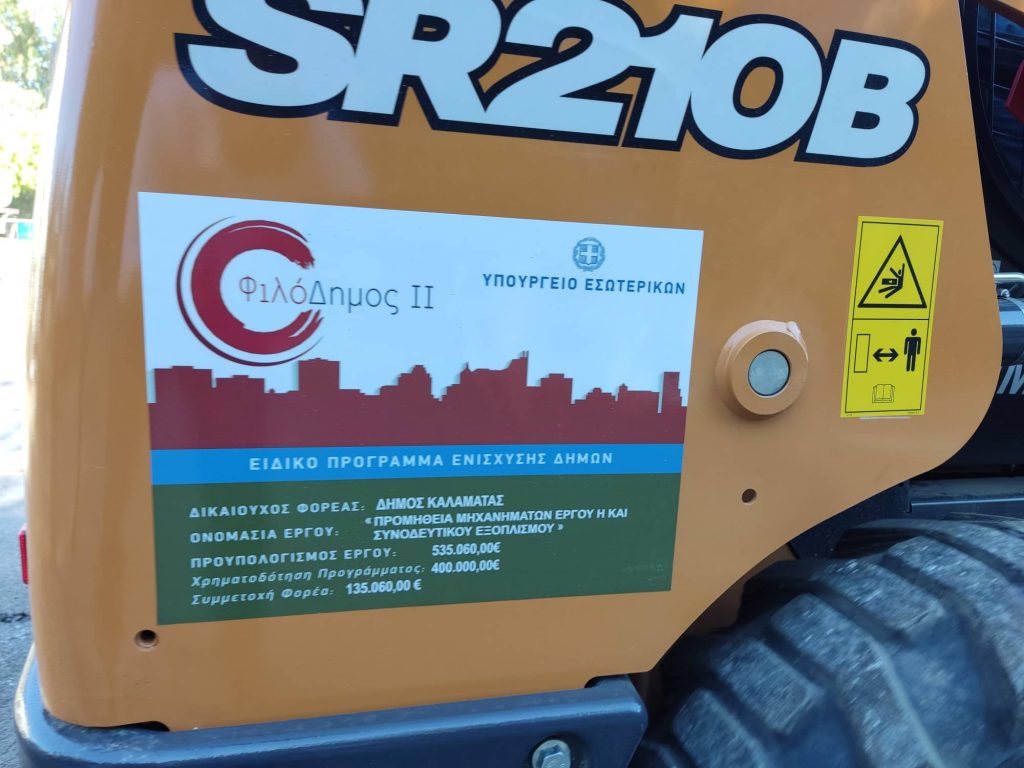 SR210B
ΦιλόΔημος ΙΙ
ΥΠΟΥΡΓΕΙΟ ΕΣΩΤΕΡΙΚΩΝ
ΕΙΔΙΚΟ ΠΡΟΓΡΑΜΜΑ ΕΝΙΣΧΥΣΗΣ ΔΗΜΩΝ
ΔΙΚΑΙΟΥΧΟΣ ΦΟΡΕΑΣ: ΔΗΜΟΣ ΚΑΛΑΜΑΤΑΣ
ΟΝΟΜΑΣΙΑ ΕΡΓΟΥ: «ΠΡΟΜΗΘΕΙΑ ΜΗΧΑΝΗΜΑΤΩΝ ΕΡΓΟΥ Η ΚΑΙ
ΣΥΝΟΔΕΥΤΙΚΟΥ ΕΞΟΠΛΙΣΜΟΥ »
ΠΡΟΥΠΟΛΟΓΙΣΜΟΣ ΕΡΓΟΥ: 535.060,00€
Χρηματοδότηση Προγράμματος: 400.000,00€
Συμμετοχή Φορέα: 135.060,00 €